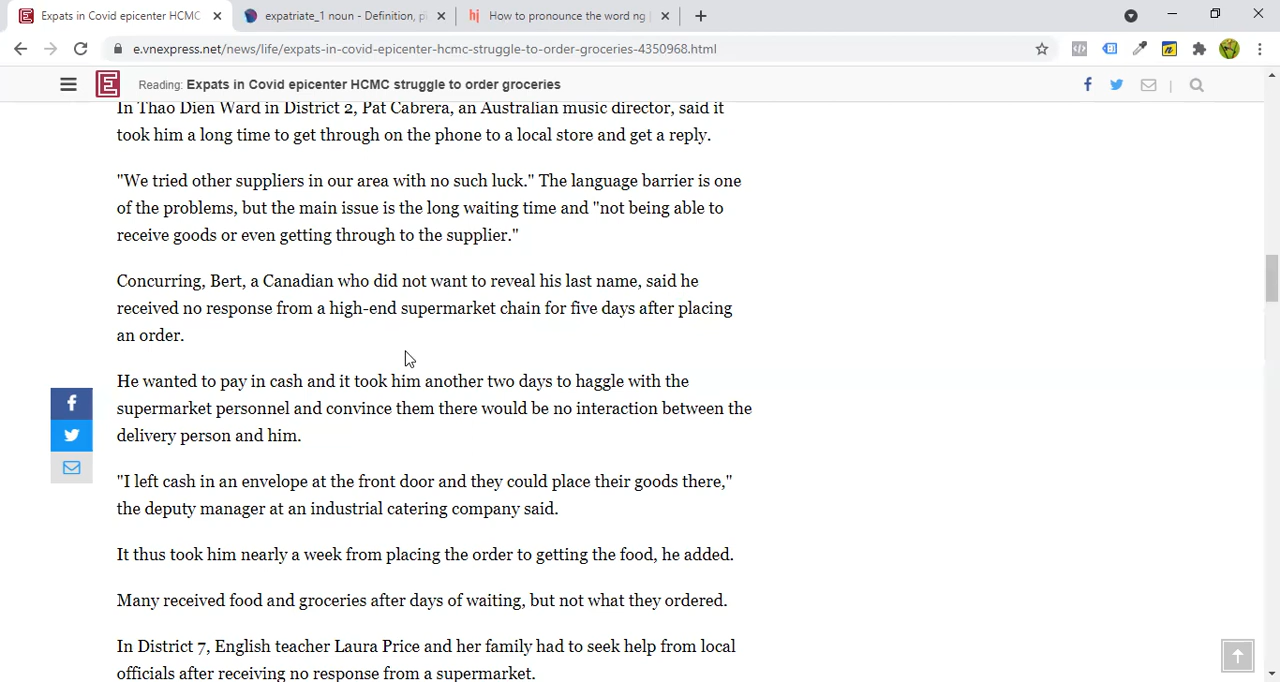 Expats in Covid epicenter HCMC
expatriate_1 noun - Definition, p
How to pronounce the word ng
e.vnexpress.net/news/life/expats-in-covid-epicenter-hcmc-struggle-to-order-groceries-4350968.html
Reading: Expats in Covid epicenter HCMC struggle to order groceries
In Thao Dien Ward in District 2, Pat Cabrera, an Australian music director, said it
took him a long time to get through on the phone to a local store and get a reply.
"We tried other suppliers in our area with no such luck." The language barrier is one
of the problems, but the main issue is the long waiting time and "not being able to
receive goods or even getting through to the supplier."
Concurring, Bert, a Canadian who did not want to reveal his last name, said he
received no response from a high-end supermarket chain for five days after placing
an order.
He wanted to pay in cash and it took him another two days to haggle with the
supermarket personnel and convince them there would be no interaction between the
delivery person and him.
"I left cash in an envelope at the front door and they could place their goods there,"
the deputy manager at an industrial catering company said.
It thus took him nearly a week from placing the order to getting the food, he added.
Many received food and groceries after days of waiting, but not what they ordered.
In District 7, English teacher Laura Price and her family had to seek help from local
officials after receiving no response from a supermarket.